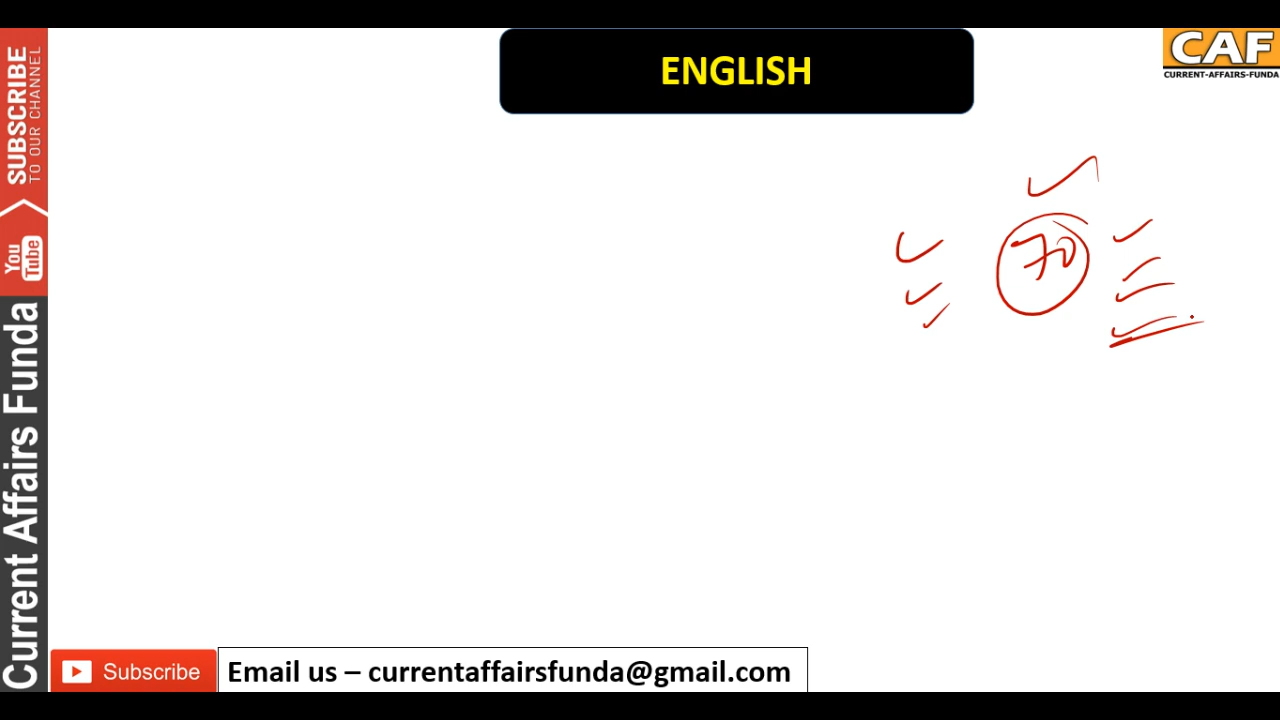 ENGLISH
CAF
CURRENT-AFFAIRS-FUNDA
SUBSCRIBE
TO OUR CHANNEL
You
Tube
Current Affairs Funda
70
Subscribe
Email us – currentaffairsfunda@gmail.com